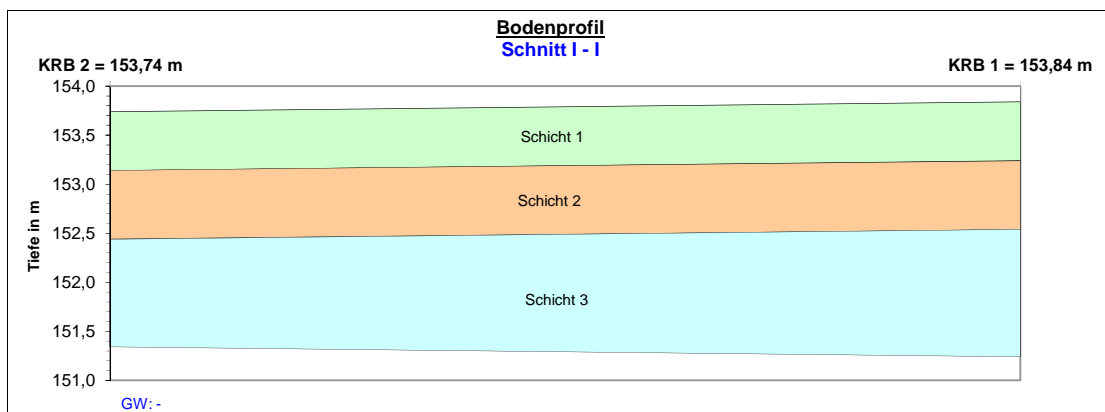 Bodenprofil
Schnitt I - I
KRB 2 = 153,74 m
KRB 1 = 153,84 m
Tiefe in m
154,0
153,5
153,0
152,5
152,0
151,5
151,0
Schicht 1
Schicht 2
Schicht 3
GW: -